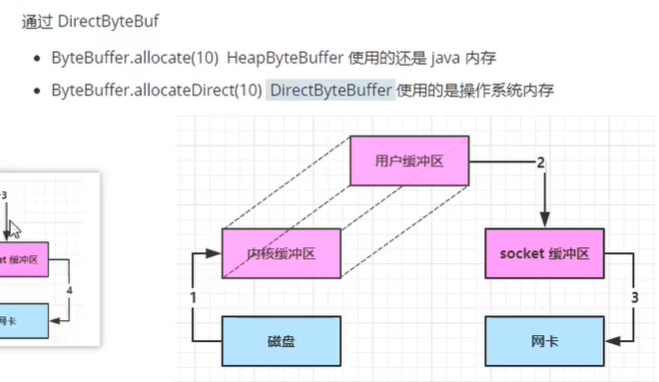 通过 DirectByteBuf
ByteBuffer.allocate(10) HeapByteBuffer 使用的还是 java 内存
ByteBuffer.allocateDirect(10) DirectByteBuffer 使用的是操作系统内存
用户缓冲区
2
内核缓冲区
socket 缓冲区
1
3
磁盘
网卡
3
et 缓冲区
4
网卡